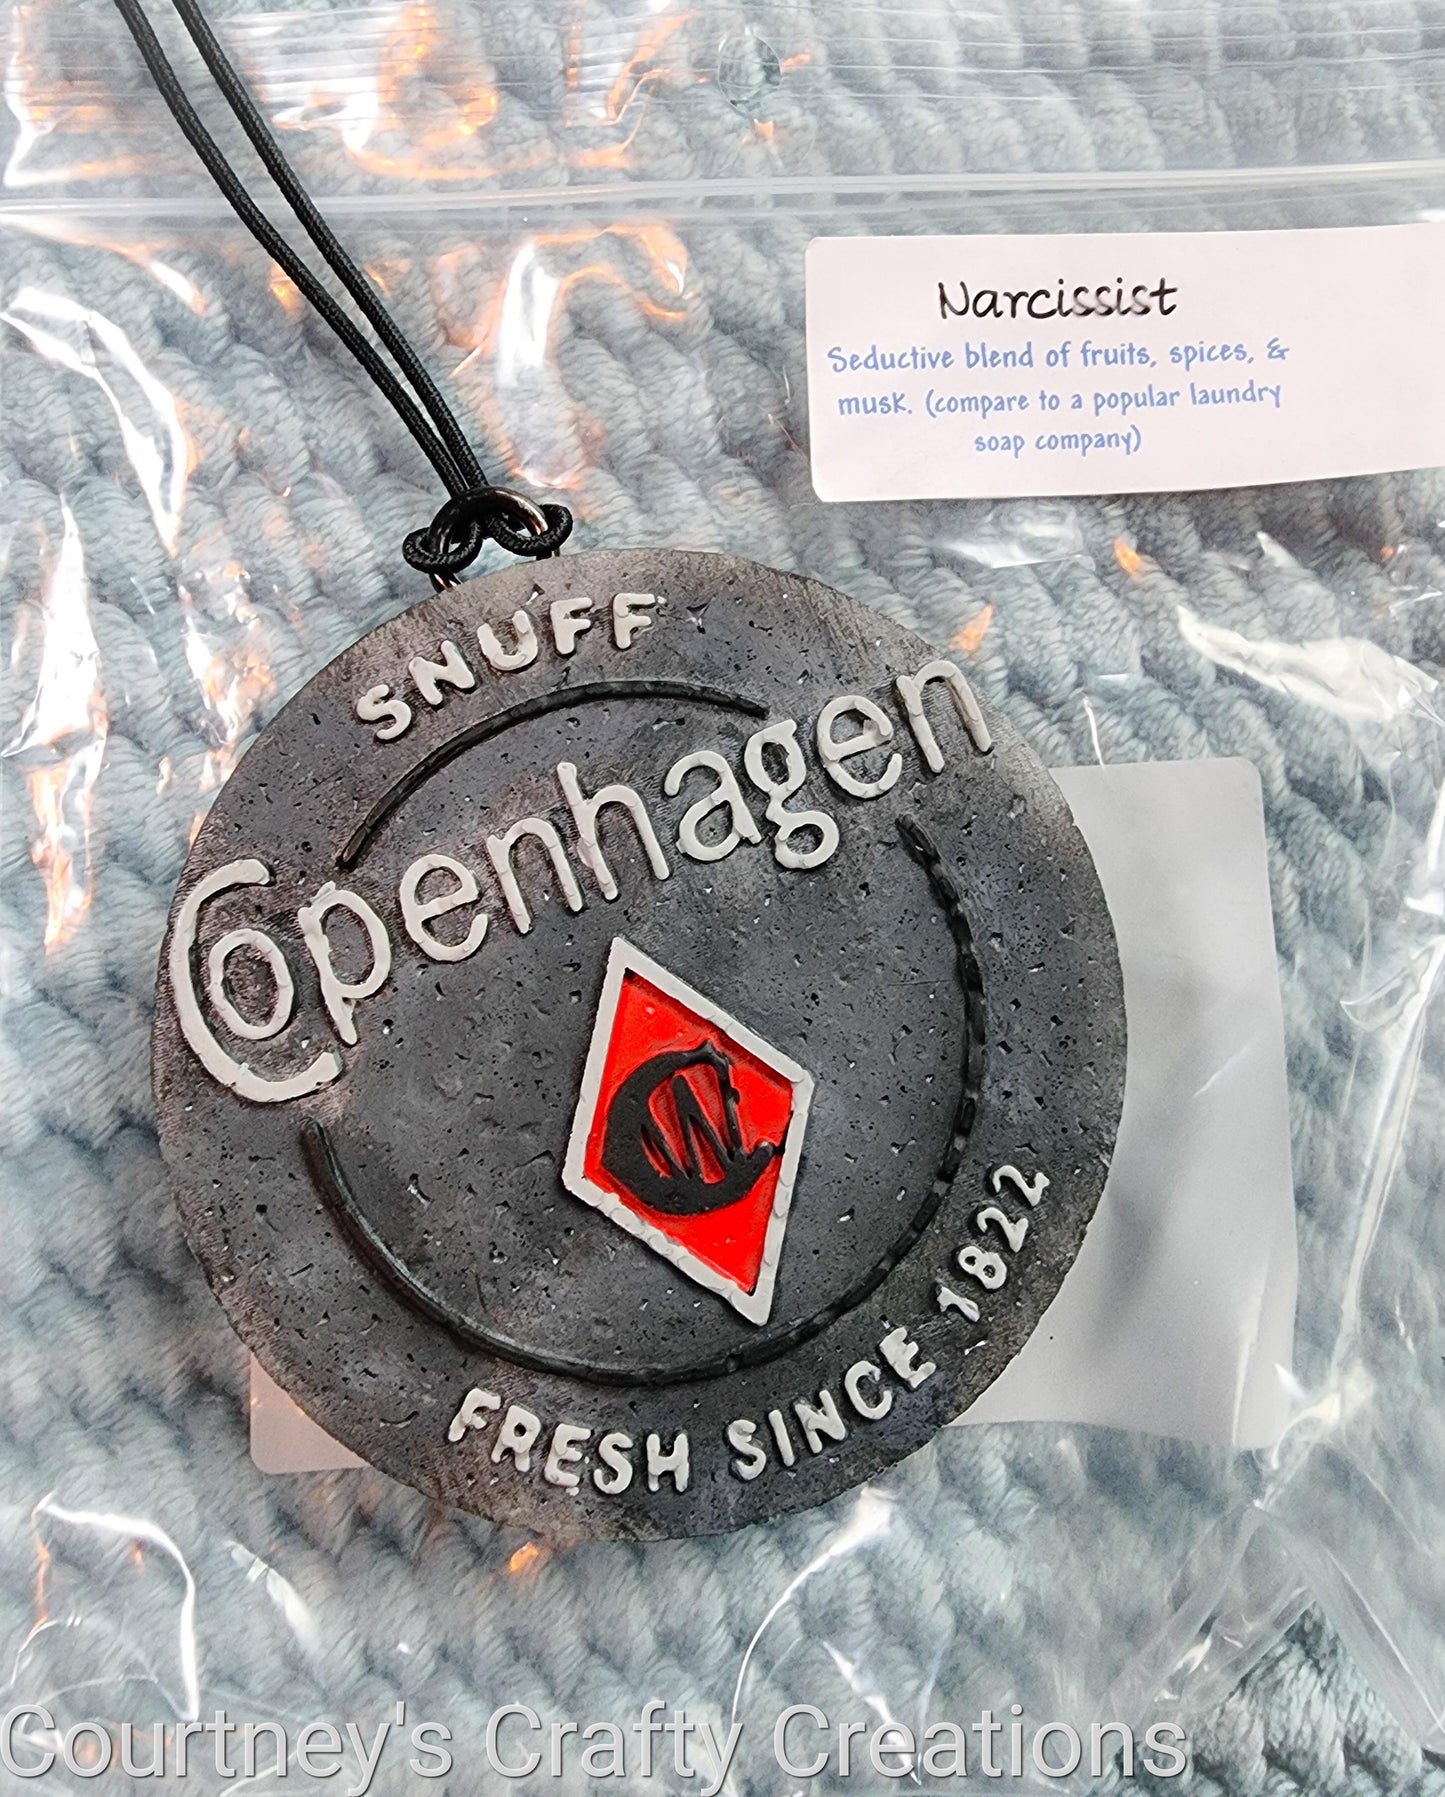 Narcissist
Seductive blend of fruits, spices, &
musk. (compare to a popular laundry
soap company)
SNUFF
Copenhagen
FRESH SINCE 1822
Courtney's Crafty Creations